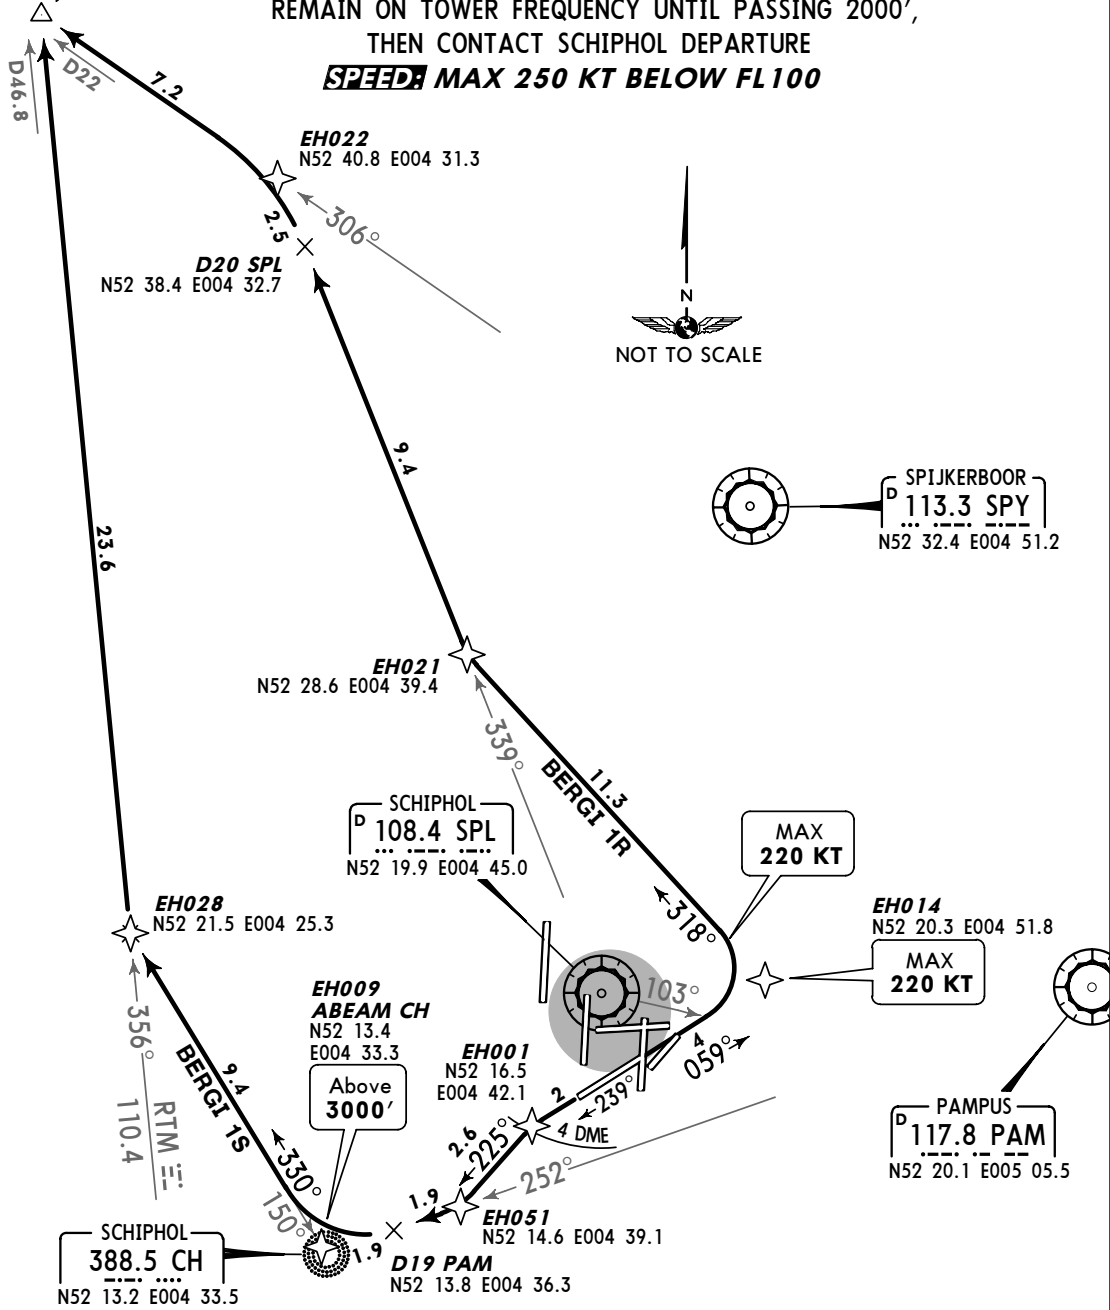 REMAIN ON TOWER FREQUENCY UNTIL PASSING 2000',
THEN CONTACT SCHIPHOL DEPARTURE
SPEED: MAX 250 KT BELOW FL100
D46.8
D22
7.2
EH022
N52 40.8 E004 31.3
2.5
306°
D20 SPL
N52 38.4 E004 32.7
N
NOT TO SCALE
9.4
23.6
SPIJKERBOOR
D 113.3 SPY
N52 32.4 E004 51.2
EH021
N52 28.6 E004 39.4
339°
11.3
BERGI 1R
SCHIPHOL
D 108.4 SPL
N52 19.9 E004 45.0
MAX
220 KT
318°
EH028
N52 21.5 E004 25.3
EH014
N52 20.3 E004 51.8
MAX
220 KT
103°
EH009
ABEAM CH
N52 13.4
E004 33.3
Above
3000'
356°
BERGI 1S
9.4
RTM
110.4
EH001
N52 16.5
E004 42.1
4
059°
2
239°
4 DME
2.6
225°
252°
PAMPUS
D 117.8 PAM
N52 20.1 E005 05.5
330°
150°
1.9
EH051
N52 14.6 E004 39.1
SCHIPHOL
388.5 CH
N52 13.2 E004 33.5
1.9
D19 PAM
N52 13.8 E004 36.3